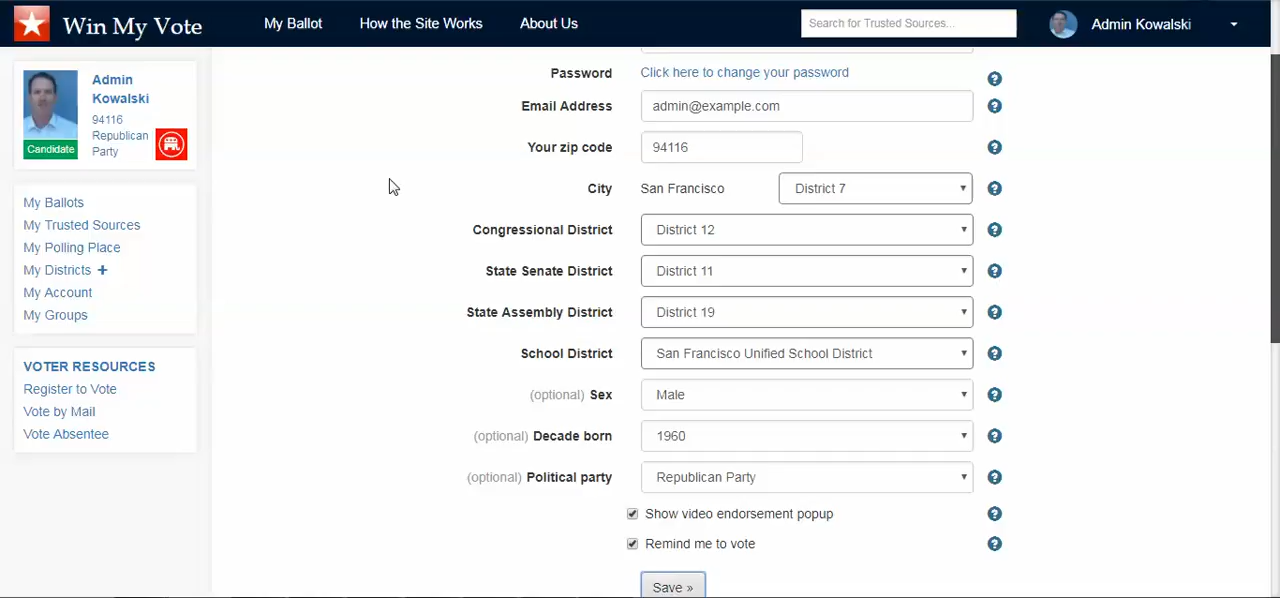 Win My Vote
My Ballot
How the Site Works
About Us
Search for Trusted Sources...
Admin Kowalski
Admin
Kowalski
94116
Republican
Party
Candidate
My Ballots
My Trusted Sources
My Polling Place
My Districts +
My Account
My Groups
VOTER RESOURCES
Register to Vote
Vote by Mail
Vote Absentee
Password Click here to change your password ?
Email Address admin@example.com ?
Your zip code 94116 ?
City San Francisco District 7 ?
Congressional District District 12 ?
State Senate District District 11 ?
State Assembly District District 19 ?
School District San Francisco Unified School District ?
(optional) Sex Male ?
(optional) Decade born 1960 ?
(optional) Political party Republican Party ?
Show video endorsement popup ?
Remind me to vote ?
Save »